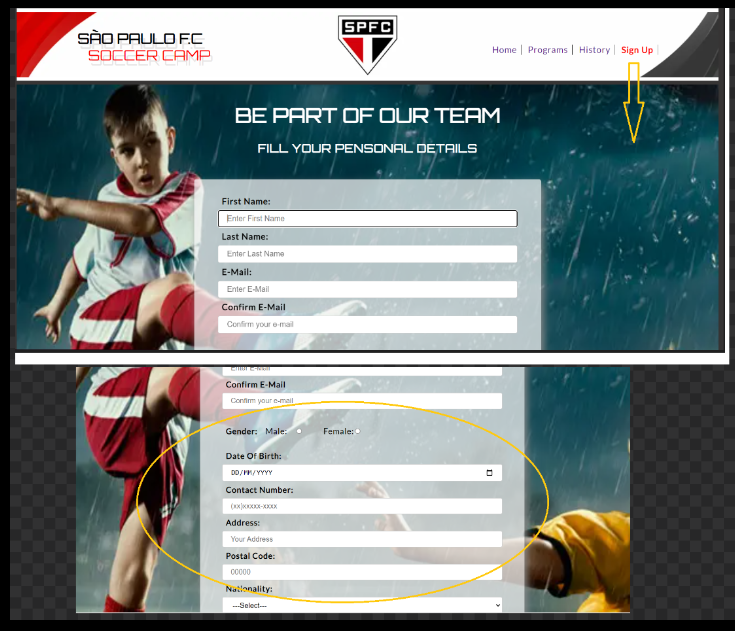 SÀO PAULO F.C
SOCCER CAMP
SPFC
Home | Programs | History | Sign Up |
BE PART OF OUR TEAM
FILL YOUR PENSONAL DETAILS
7
First Name:
Enter First Name
Last Name:
Enter Last Name
E-Mail:
Enter E-Mail
Confirm E-Mail
Confirm your e-mail
Enter E-Mail
Confirm E-Mail
Confirm your e-mail
Gender: Male: Female:
Date Of Birth:
DD/MM/YYYY
Contact Number:
(xx)xxxxx-xxxx
Address:
Your Address
Postal Code:
00000
Nationality:
---Select---